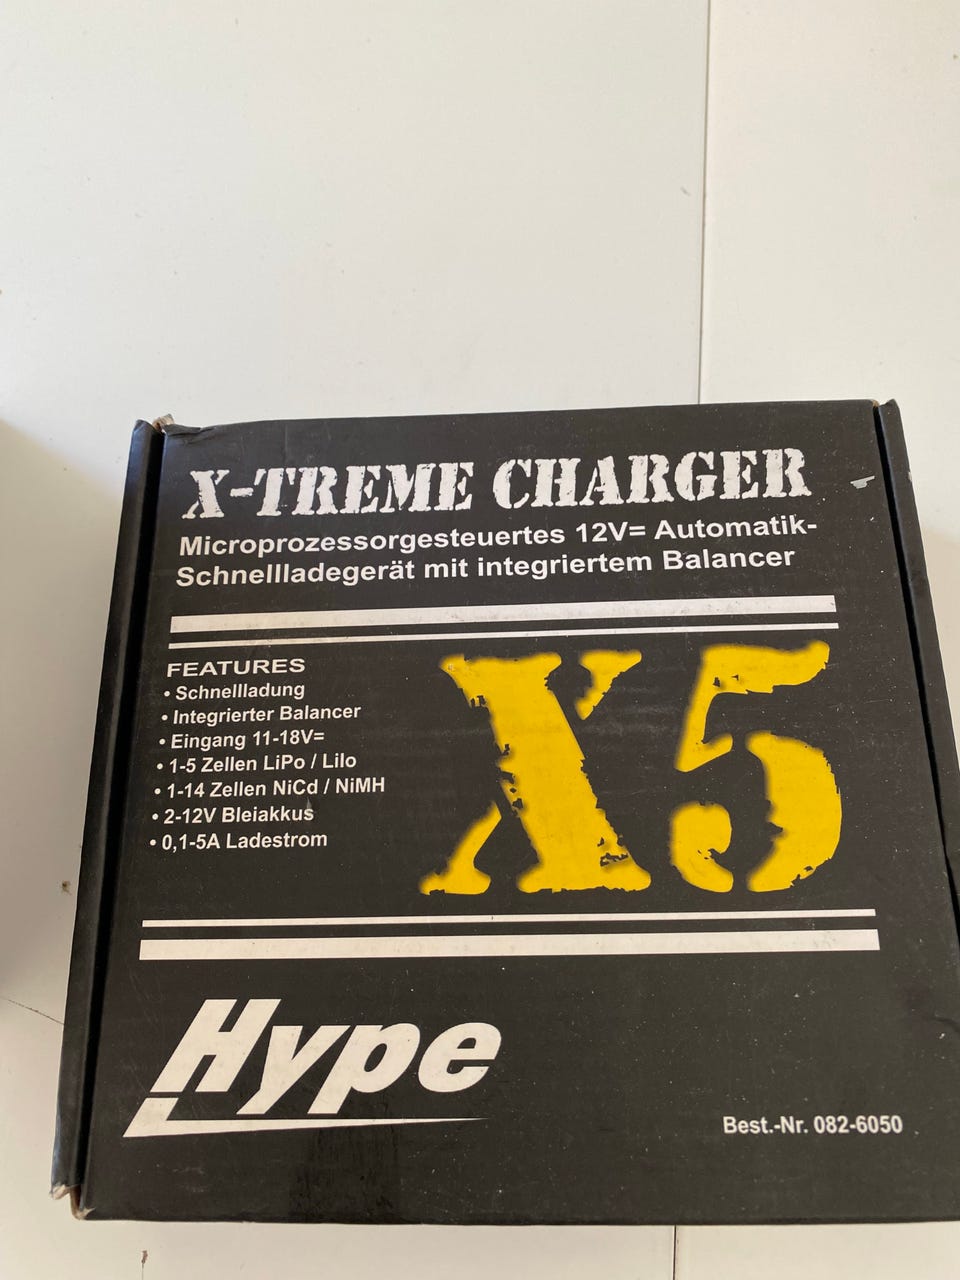 X-TREME CHARGER
Microprozessorgesteuertes 12V= Automatik-
Schnellladegerät mit integriertem Balancer
FEATURES
• Schnellladung
• Integrierter Balancer
• Eingang 11-18V=
• 1-5 Zellen LiPo / LiIo
• 1-14 Zellen NiCd / NiMH
• 2-12V Bleiakkus
• 0,1-5A Ladestrom
X5
Hype
Best.-Nr. 082-6050